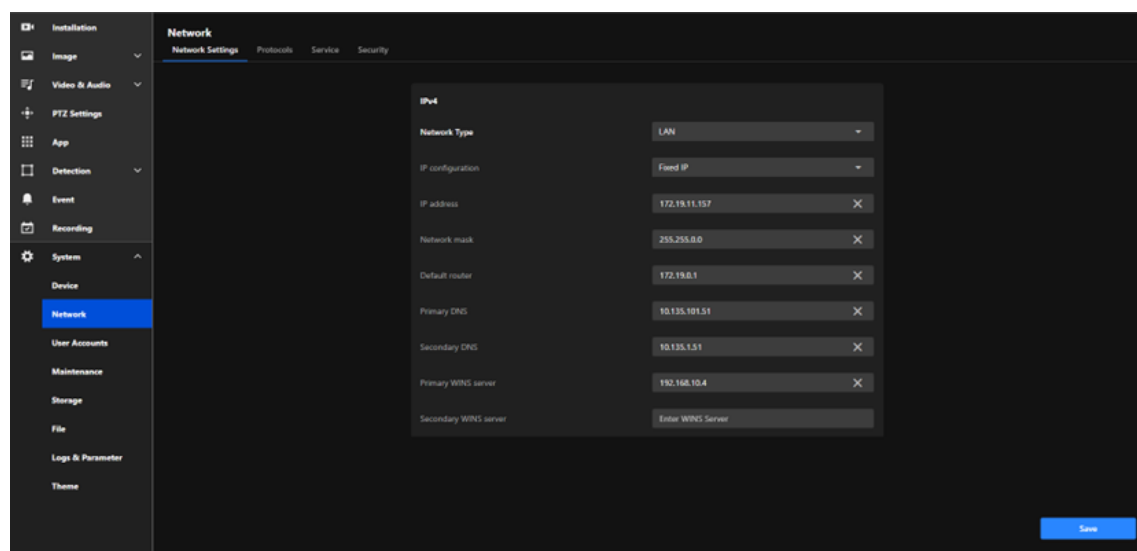 Installation
Image
Video & Audio
PTZ Settings
App
Detection
Event
Recording
System
Device
Network
User Accounts
Maintenance
Storage
File
Logs & Parameter
Theme
Network
Network Settings Protocols Service Security
IPv4
Network Type LAN
IP configuration Fixed IP
IP address 172.19.11.157
Network mask 255.255.0.0
Default router 172.19.0.1
Primary DNS 10.135.101.51
Secondary DNS 10.135.1.51
Primary WINS server 192.168.10.4
Secondary WINS server Enter WINS Server
Save